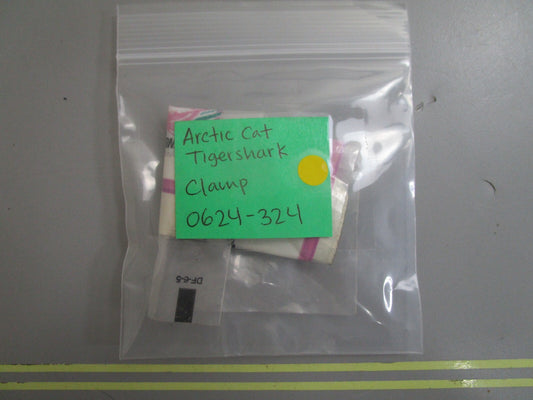 Arctic Cat
Tigershark
Clamp
0624-324
DF-6-5